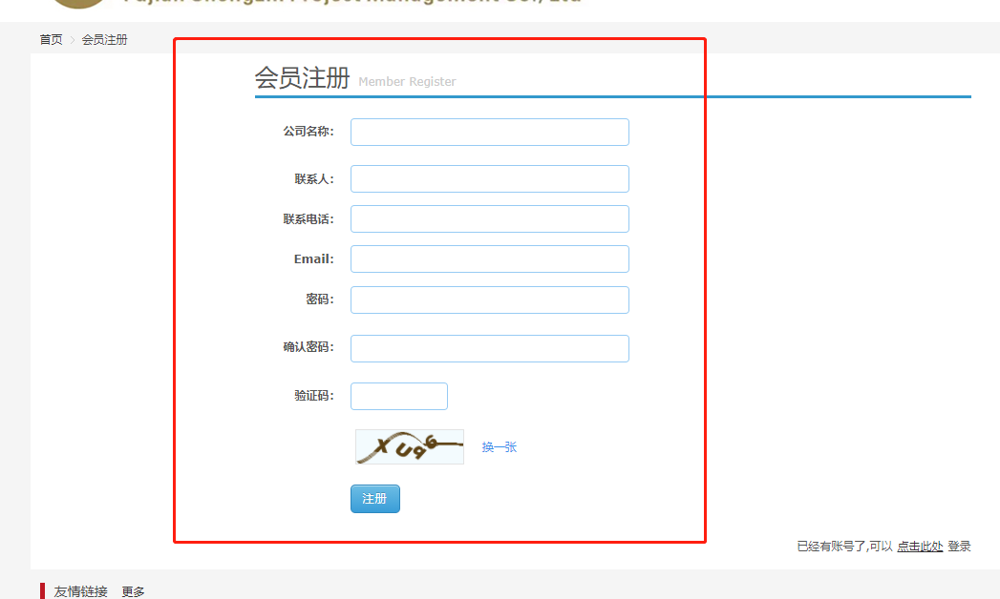 首页 > 会员注册
会员注册 Member Register
公司名称:
联系人:
联系电话:
Email:
密码:
确认密码:
验证码:
XUq6 换一张
注册
已经有账号了,可以 点击此处 登录
友情链接 更多